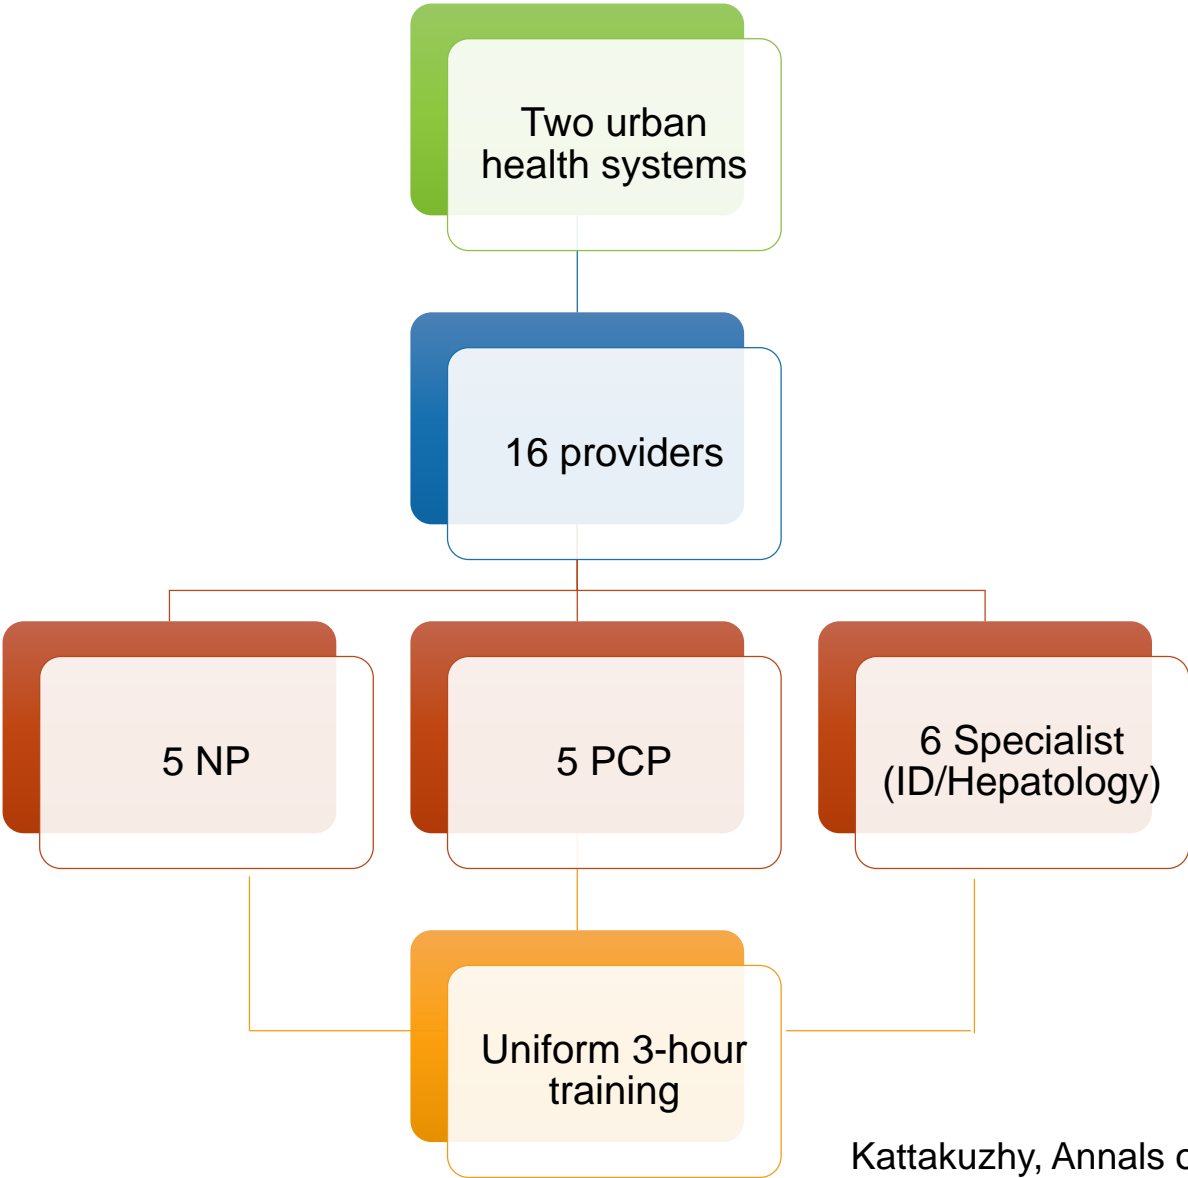 Two urban
health systems
16 providers
5 NP
5 PCP
6 Specialist
(ID/Hepatology)
Uniform 3-hour
training
Kattakuzhy, Annals